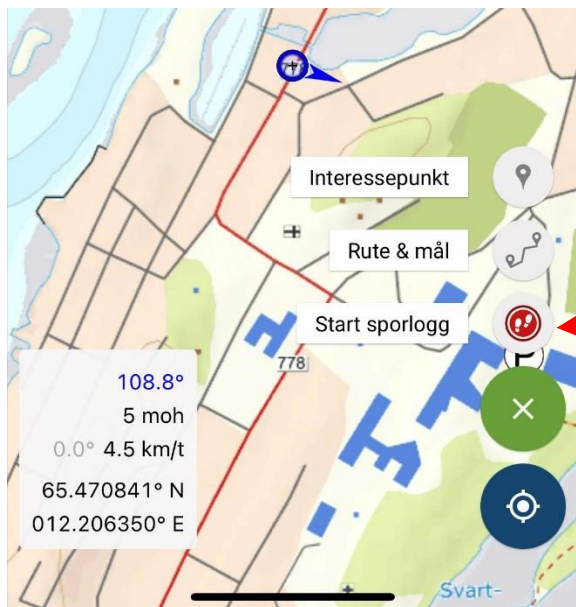 Interessepunkt
Rute & mål
Start sporlogg
P
778
108.8°
5 moh
0.0° 4.5 km/t
65.470841° N
012.206350° E
Svart-